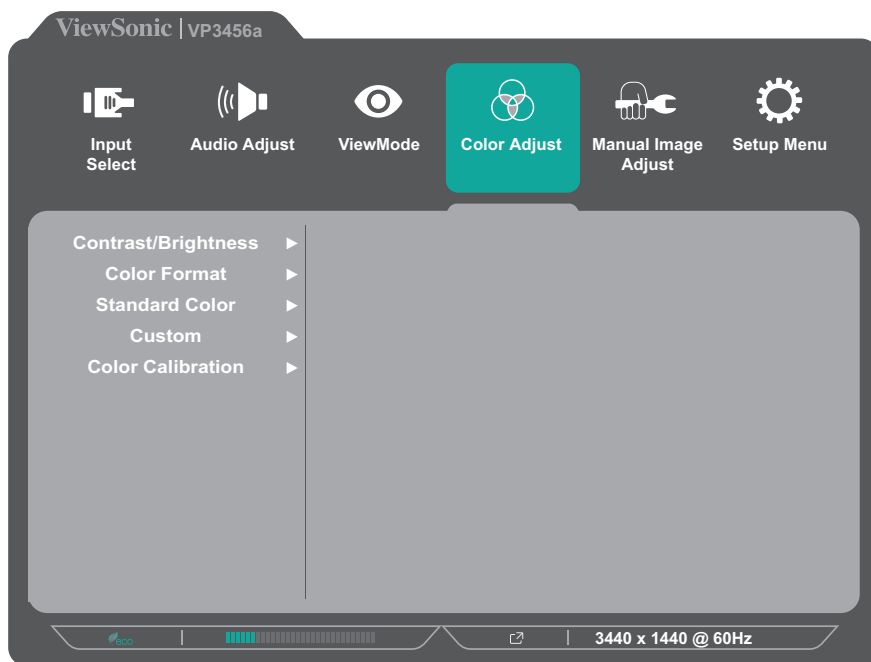 ViewSonic | VP3456a
Input
Select
Audio Adjust
ViewMode
Color Adjust
Manual Image
Adjust
Setup Menu
Contrast/Brightness
Color Format
Standard Color
Custom
Color Calibration
ECO
3440 x 1440 @ 60Hz